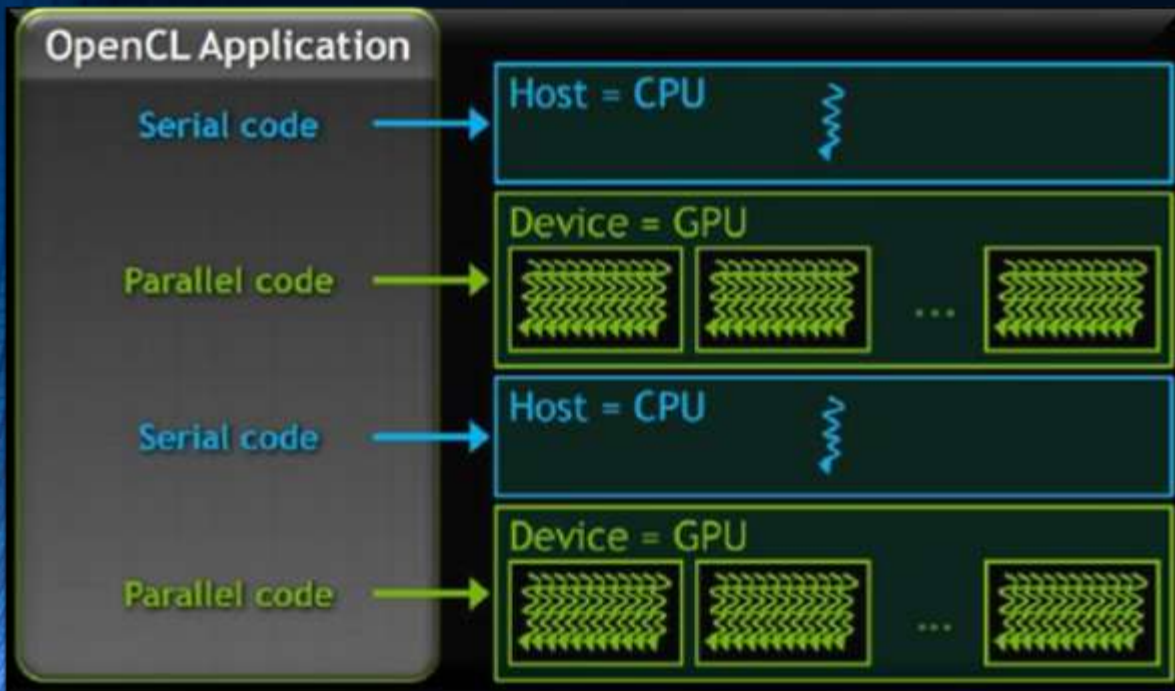 OpenCL Application
Serial code
Host = CPU
Parallel code
Device = GPU
...
Serial code
Host = CPU
Parallel code
Device = GPU
...